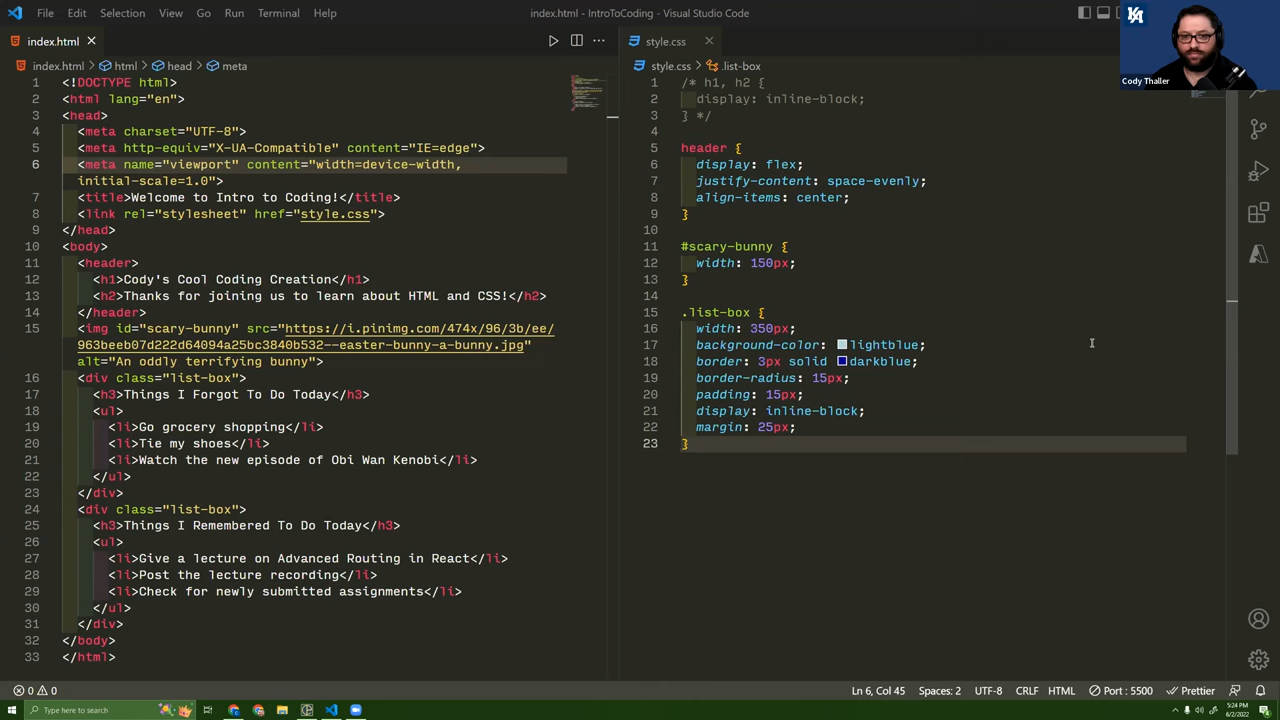 File Edit Selection View Go Run Terminal Help
index.html - IntroToCoding - Visual Studio Code
Cody Thaller
index.html
index.html > html > head > meta
1 <!DOCTYPE html>
2 <html lang="en">
3 <head>
4 <meta charset="UTF-8">
5 <meta http-equiv="X-UA-Compatible" content="IE=edge">
6 <meta name="viewport" content="width=device-width,
initial-scale=1.0">
7 <title>Welcome to Intro to Coding!</title>
8 <link rel="stylesheet" href="style.css">
9 </head>
10 <body>
11 <header>
12 <h1>Cody's Cool Coding Creation</h1>
13 <h2>Thanks for joining us to learn about HTML and CSS!</h2>
14 </header>
15 <img id="scary-bunny" src="https://i.pinimg.com/474x/96/3b/ee/
963beeb07d222d64094a25bc3840b532--easter-bunny-a-bunny.jpg"
alt="An oddly terrifying bunny">
16 <div class="list-box">
17 <h3>Things I Forgot To Do Today</h3>
18 <ul>
19 <li>Go grocery shopping</li>
20 <li>Tie my shoes</li>
21 <li>Watch the new episode of Obi Wan Kenobi</li>
22 </ul>
23 </div>
24 <div class="list-box">
25 <h3>Things I Remembered To Do Today</h3>
26 <ul>
27 <li>Give a lecture on Advanced Routing in React</li>
28 <li>Post the lecture recording</li>
29 <li>Check for newly submitted assignments</li>
30 </ul>
31 </div>
32 </body>
33 </html>
style.css
style.css > .list-box
1 /* h1, h2 {
2 display: inline-block;
3 } */
4
5 header {
6 display: flex;
7 justify-content: space-evenly;
8 align-items: center;
9 }
10
11 #scary-bunny {
12 width: 150px;
13 }
14
15 .list-box {
16 width: 350px;
17 background-color: lightblue;
18 border: 3px solid darkblue;
19 border-radius: 15px;
20 padding: 15px;
21 display: inline-block;
22 margin: 25px;
23 }
0 0
Ln 6, Col 45 Spaces: 2 UTF-8 CRLF HTML Port : 5500 Prettier
Type here to search
5:24 PM
6/2/2022